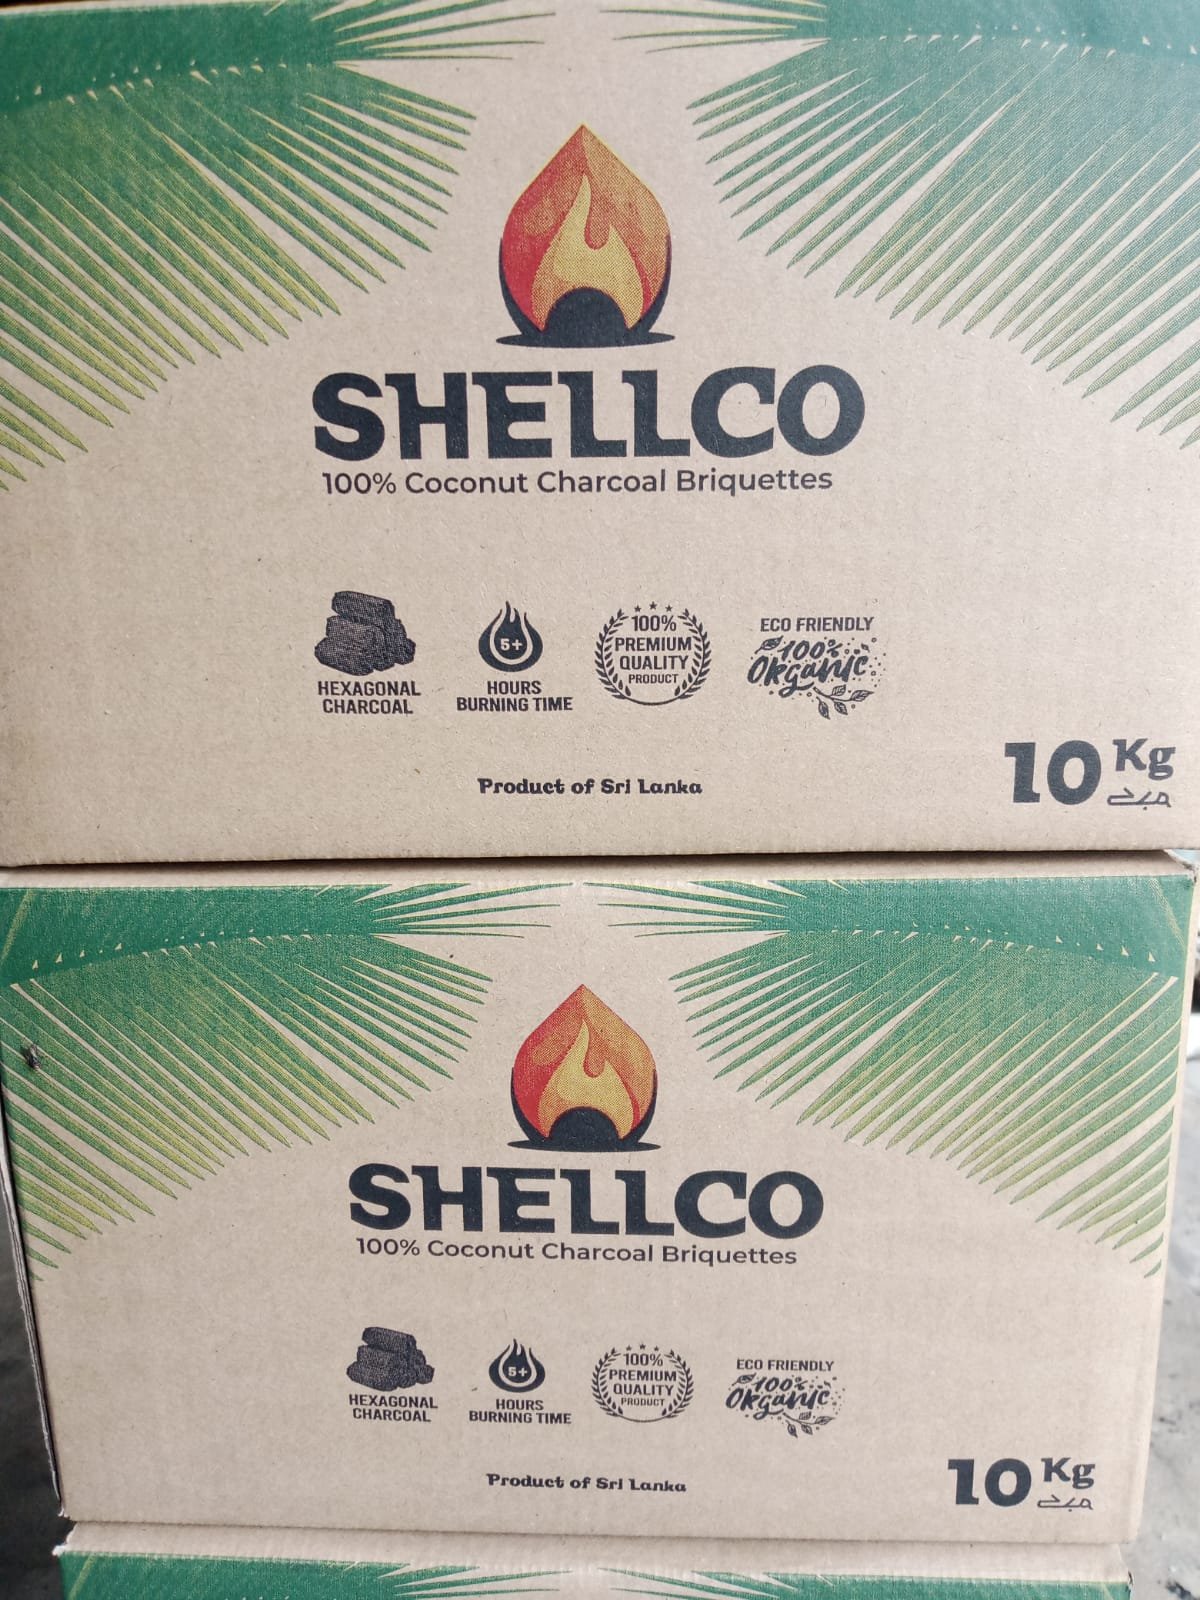 SHELLCO
100% Coconut Charcoal Briquettes
HEXAGONAL
CHARCOAL
5+
HOURS
BURNING TIME
100%
PREMIUM
QUALITY
PRODUCT
ECO FRIENDLY
100%
Organic
Product of Sri Lanka
10 Kg
SHELLCO
100% Coconut Charcoal Briquettes
HEXAGONAL
CHARCOAL
5+
HOURS
BURNING TIME
100%
PREMIUM
QUALITY
PRODUCT
ECO FRIENDLY
100%
Organic
Product of Sri Lanka
10 Kg